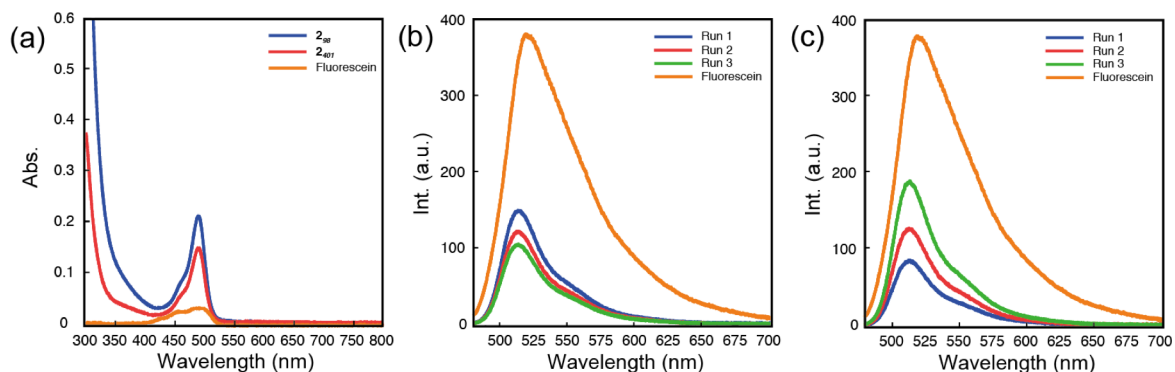 (a)
0.6
0.5
0.4
0.3
0.2
0.1
0
Abs.
2₉₈
2₄₀₁
Fluorescein
300 350 400 450 500 550 600 650 700 750 800
Wavelength (nm)
(b)
400
300
200
100
0
Int. (a.u.)
Run 1
Run 2
Run 3
Fluorescein
500 525 550 575 600 625 650 675 700
Wavelength (nm)
(c)
400
300
200
100
0
Int. (a.u.)
Run 1
Run 2
Run 3
Fluorescein
500 525 550 575 600 625 650 675 700
Wavelength (nm)